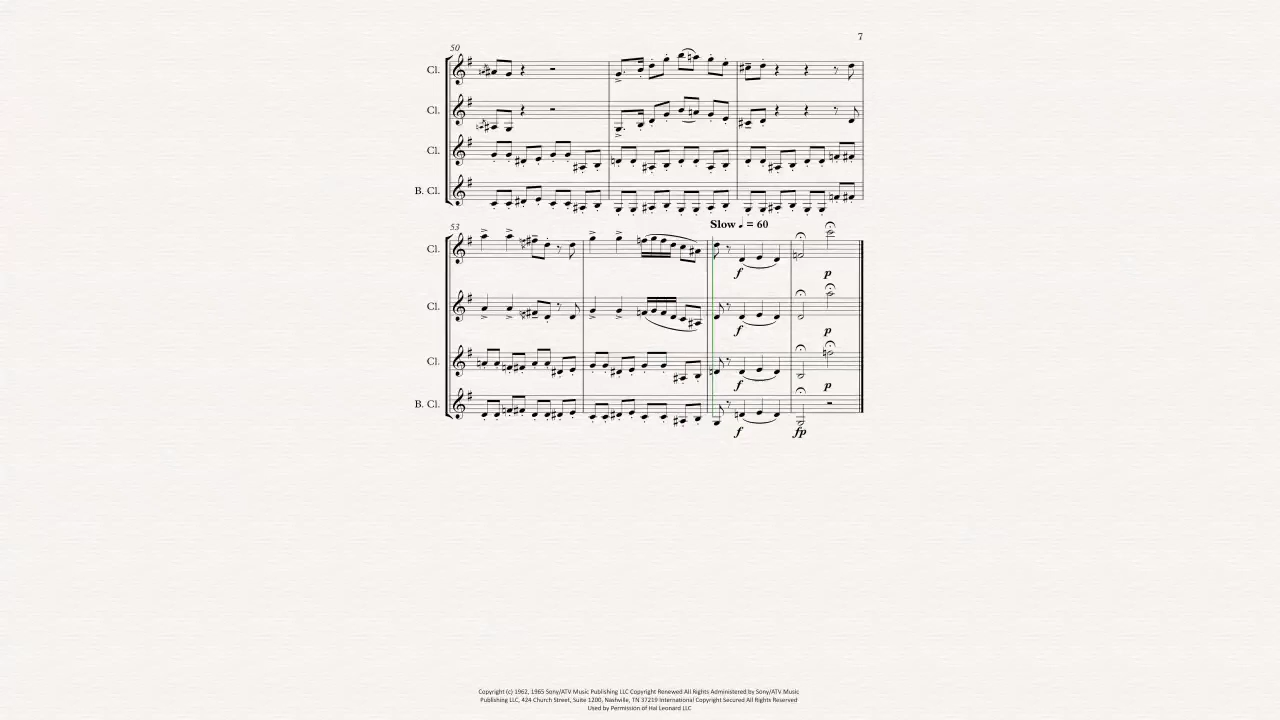 7
50
Cl.
Cl.
Cl.
B. Cl.
53
Slow ♩ = 60
Cl.
f
p
Cl.
f
p
Cl.
f
p
B. Cl.
f
fp
Copyright (c) 1962, 1965 Sony/ATV Music Publishing LLC Copyright Renewed All Rights Administered by Sony/ATV Music
Publishing LLC, 424 Church Street, Suite 1200, Nashville, TN 37219 International Copyright Secured All Rights Reserved
Used by Permission of Hal Leonard LLC